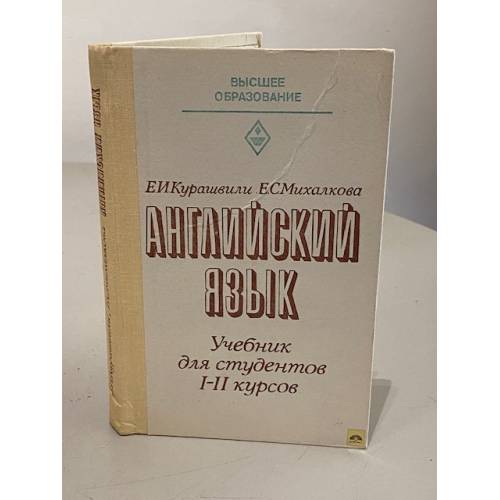 ВЫСШЕЕ
ОБРАЗОВАНИЕ
Е.И.Курашвили Е.С.Михалкова
АНГЛИЙСКИЙ
ЯЗЫК
Учебник
для студентов
I-II курсов